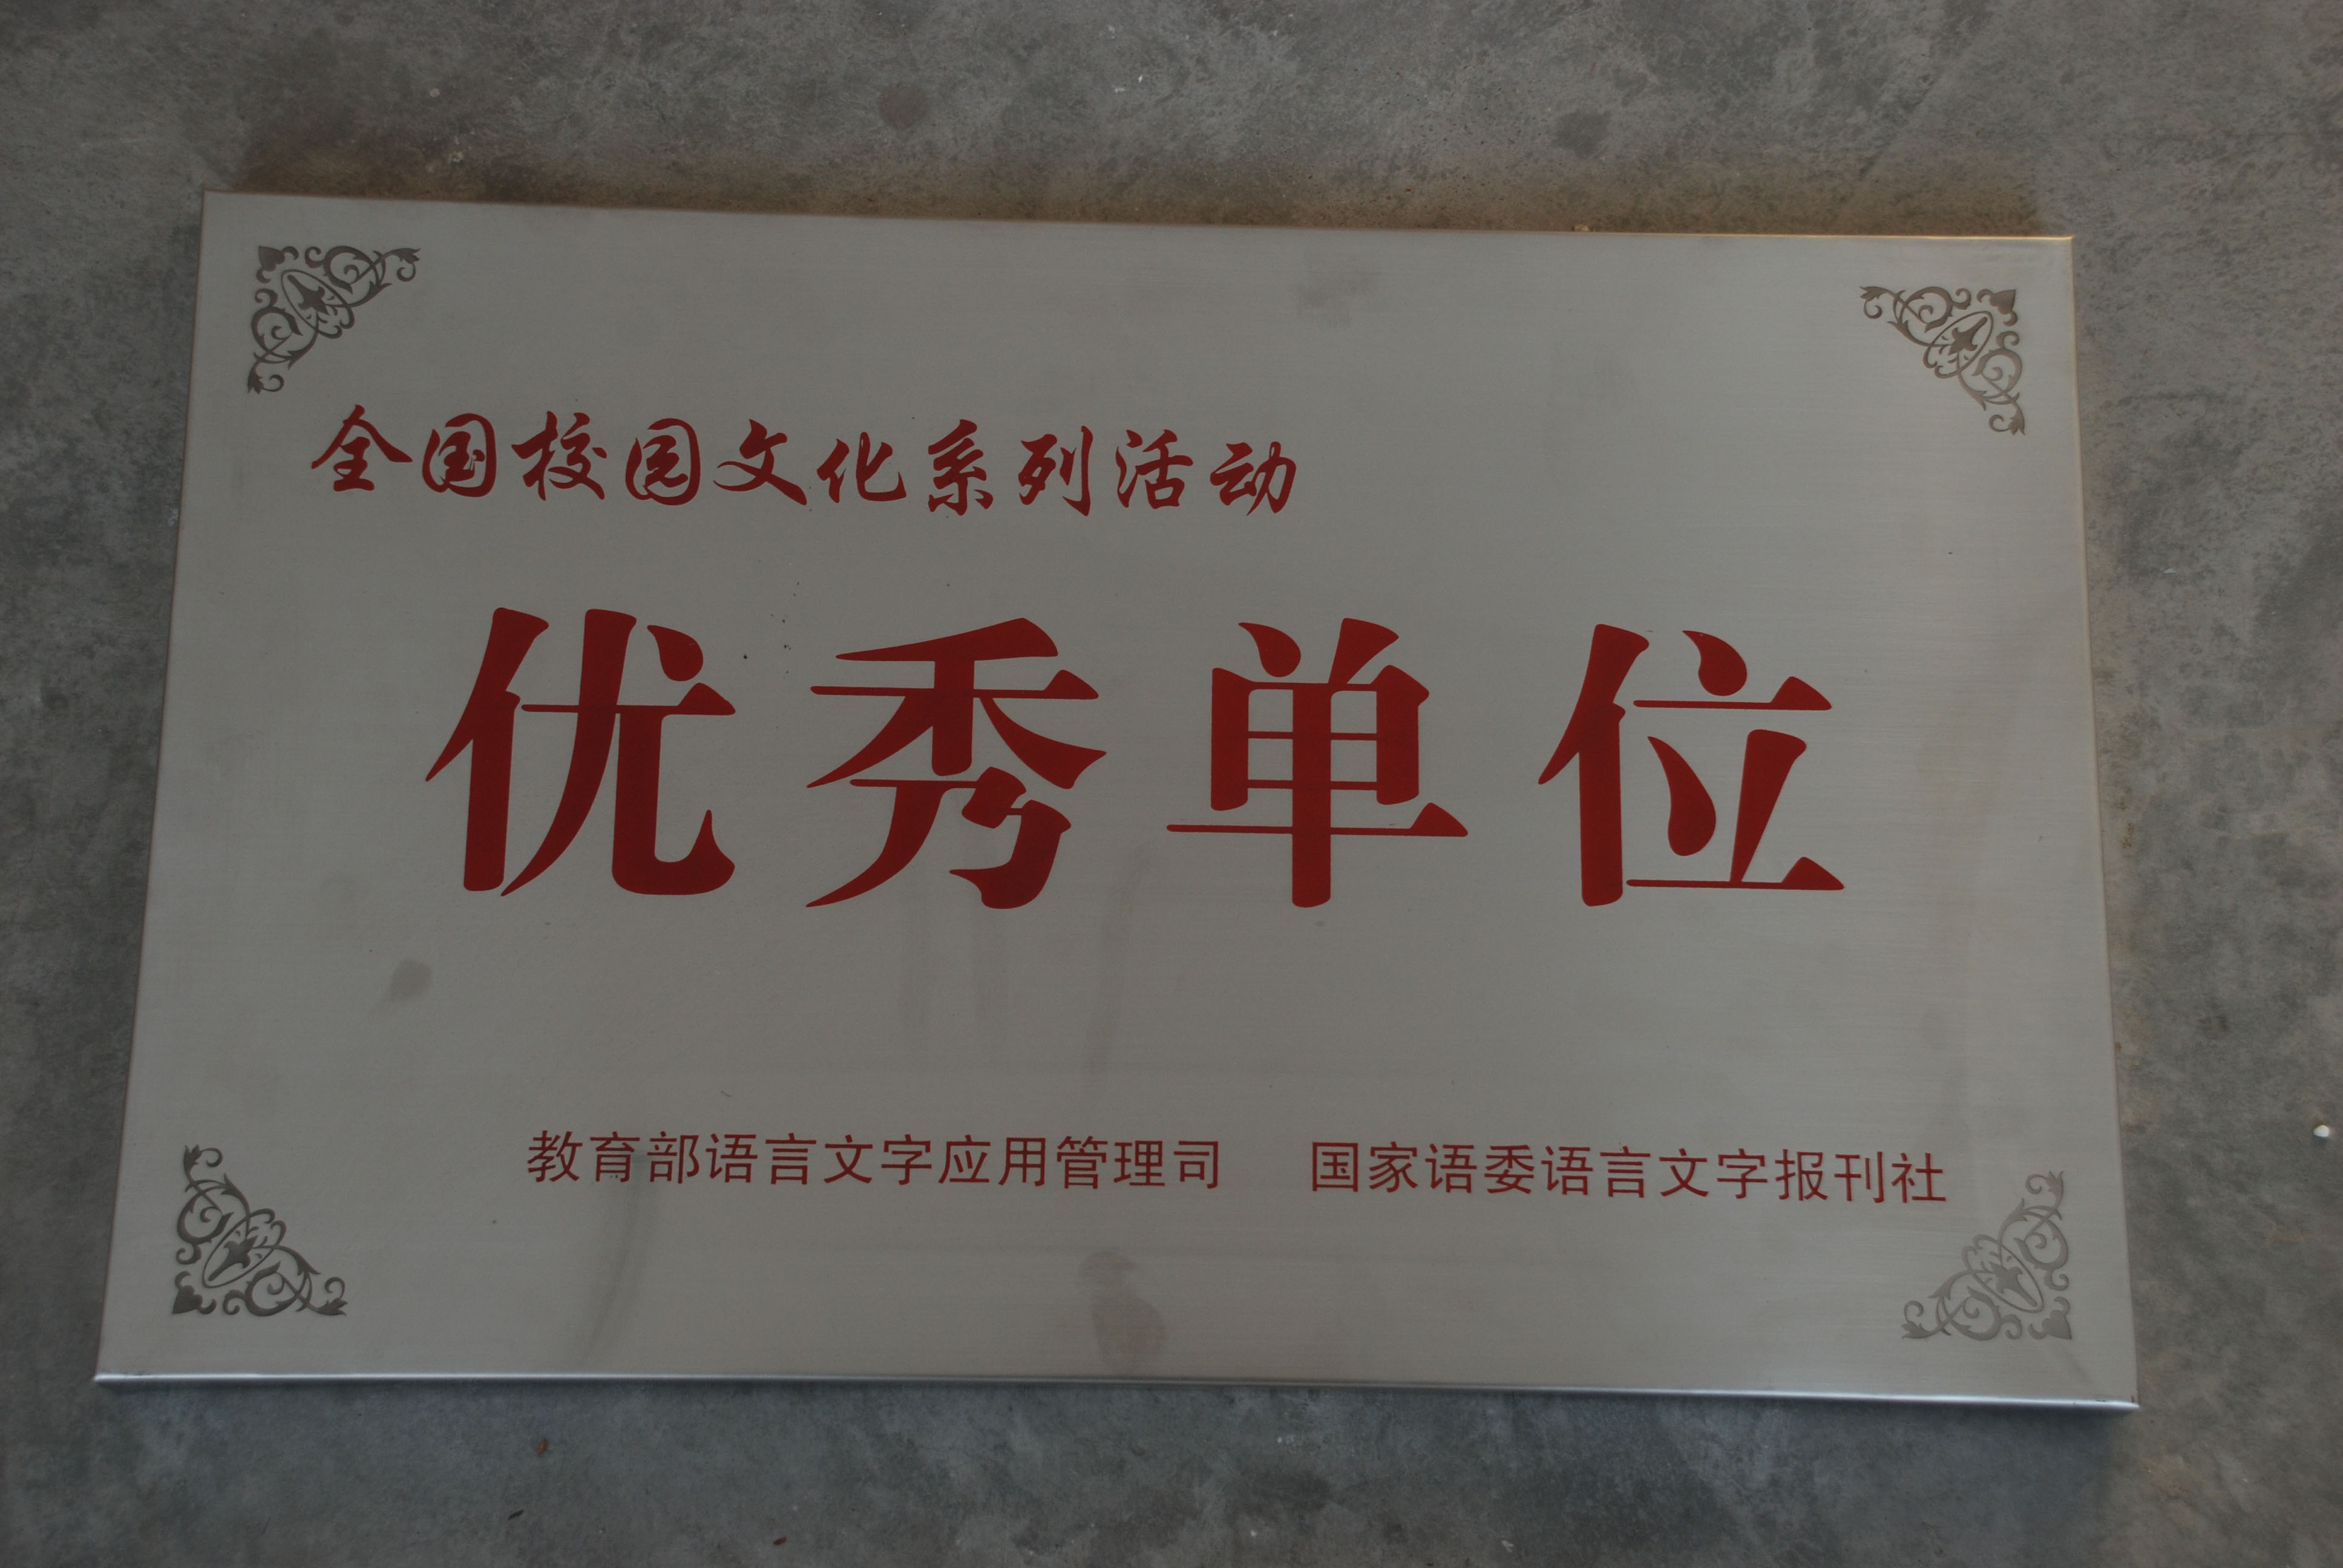 全国校园文化系列活动
优秀单位
教育部语言文字应用管理司 国家语委语言文字报刊社